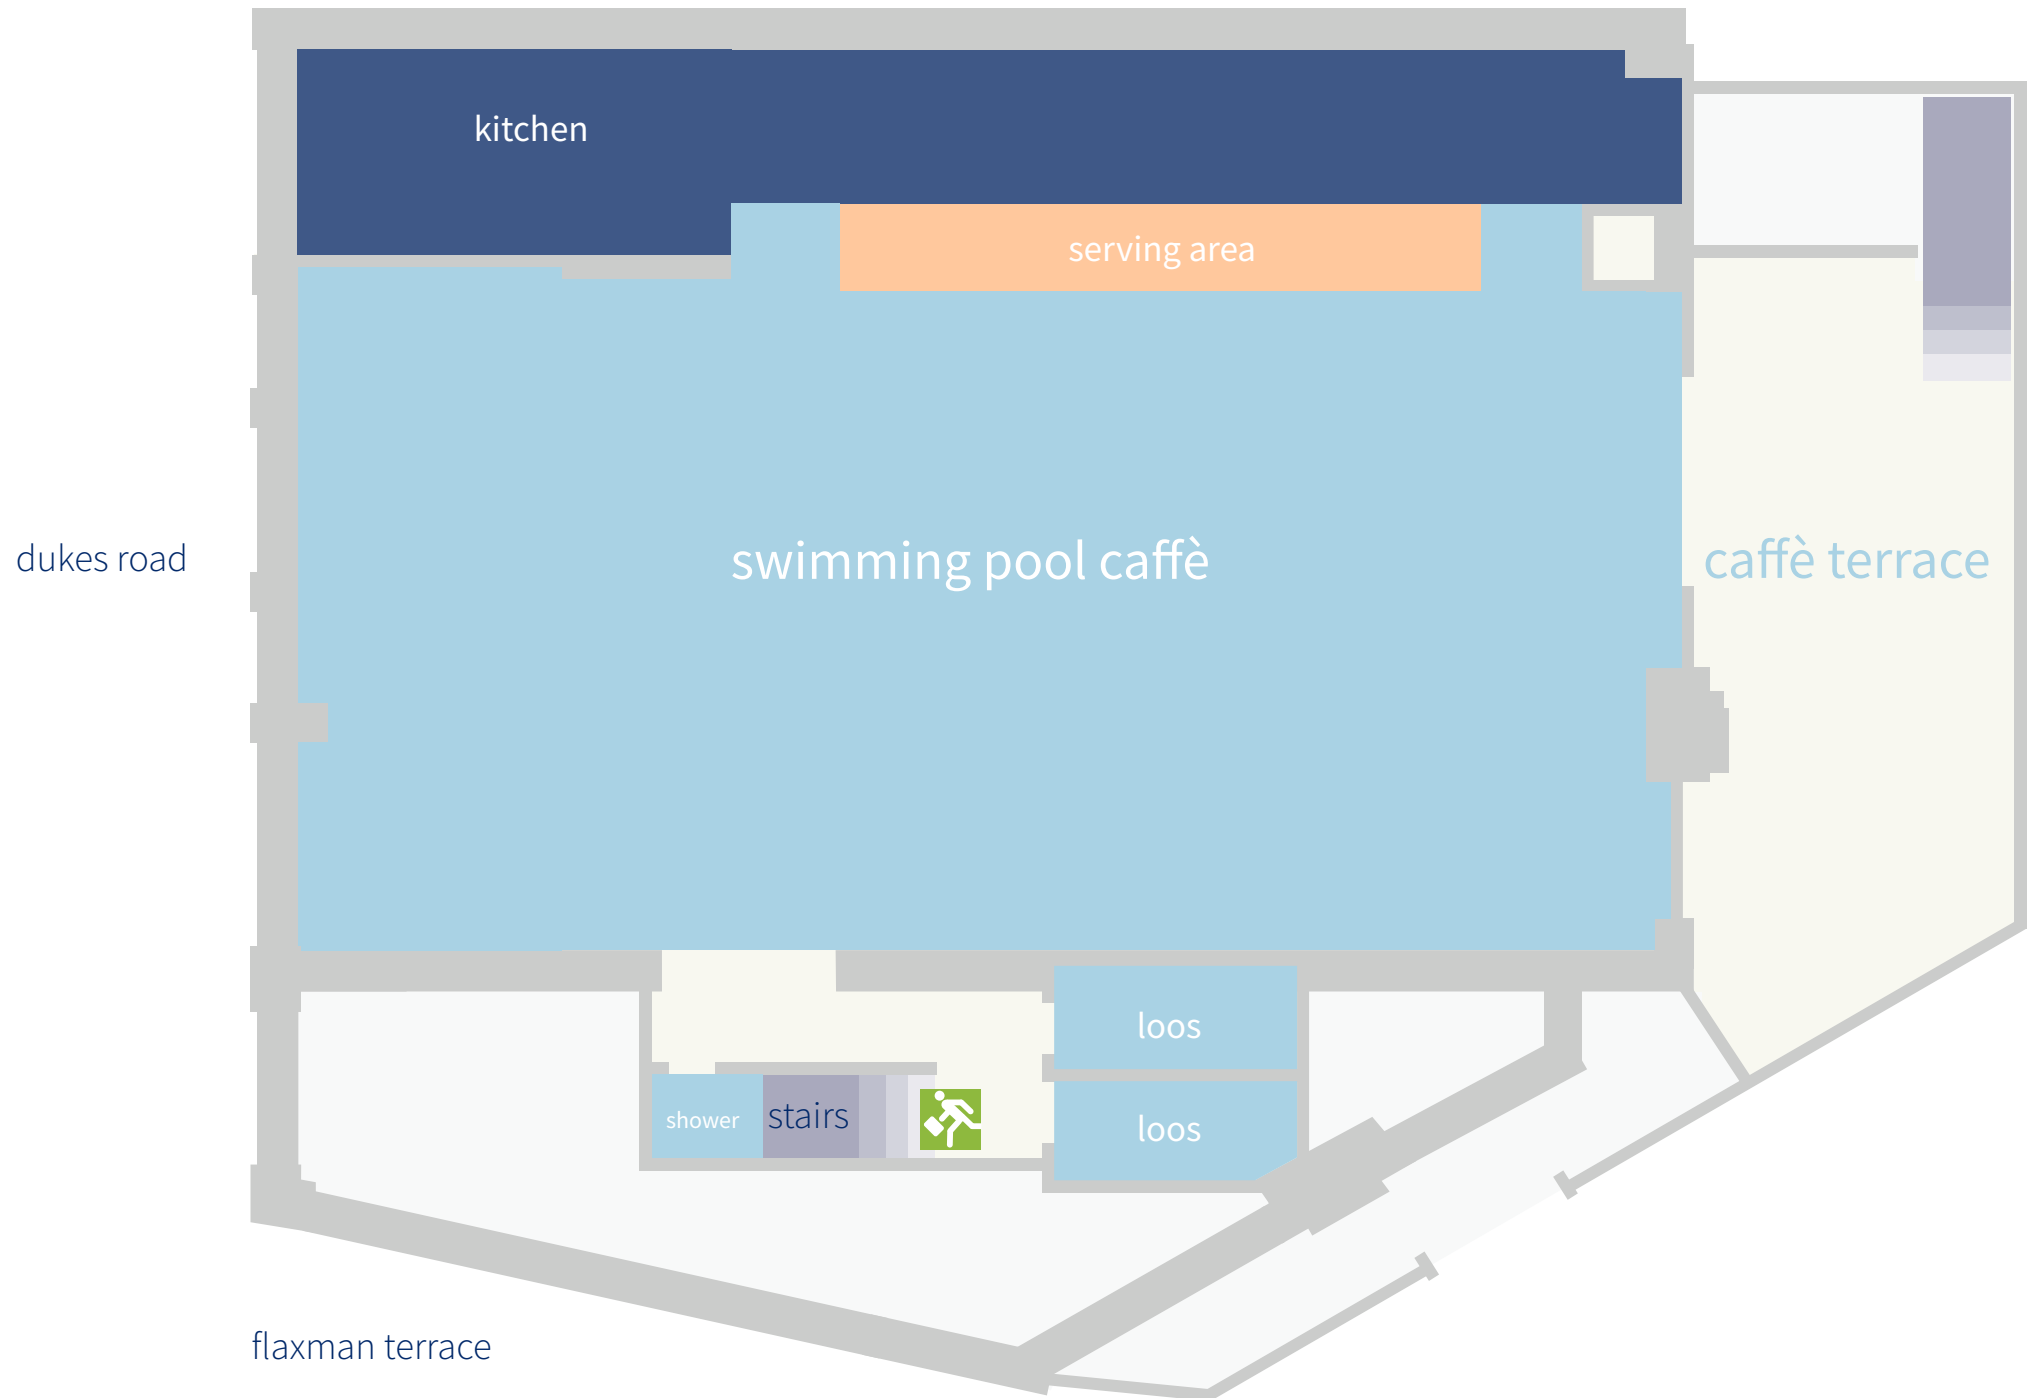 kitchen
serving area
dukes road
swimming pool caffè
caffè terrace
loos
shower
stairs
loos
flaxman terrace